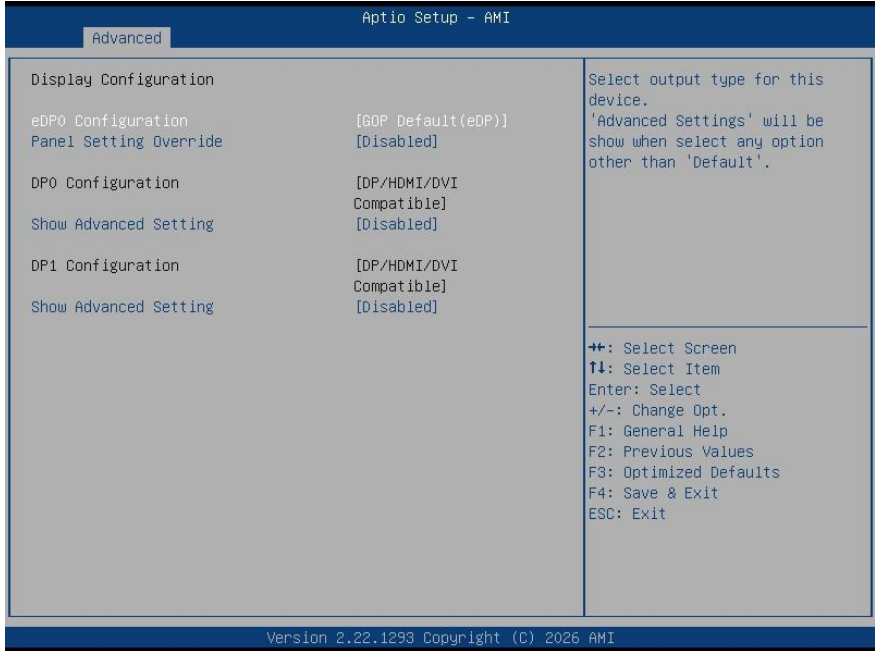 Aptio Setup – AMI
Advanced
Display Configuration
eDP0 Configuration [GOP Default(eDP)]
Panel Setting Override [Disabled]
DP0 Configuration [DP/HDMI/DVI
Compatible]
Show Advanced Setting [Disabled]
DP1 Configuration [DP/HDMI/DVI
Compatible]
Show Advanced Setting [Disabled]
Select output type for this
device.
'Advanced Settings' will be
show when select any option
other than 'Default'.
→←: Select Screen
↑↓: Select Item
Enter: Select
+/-: Change Opt.
F1: General Help
F2: Previous Values
F3: Optimized Defaults
F4: Save & Exit
ESC: Exit
Version 2.22.1293 Copyright (C) 2026 AMI